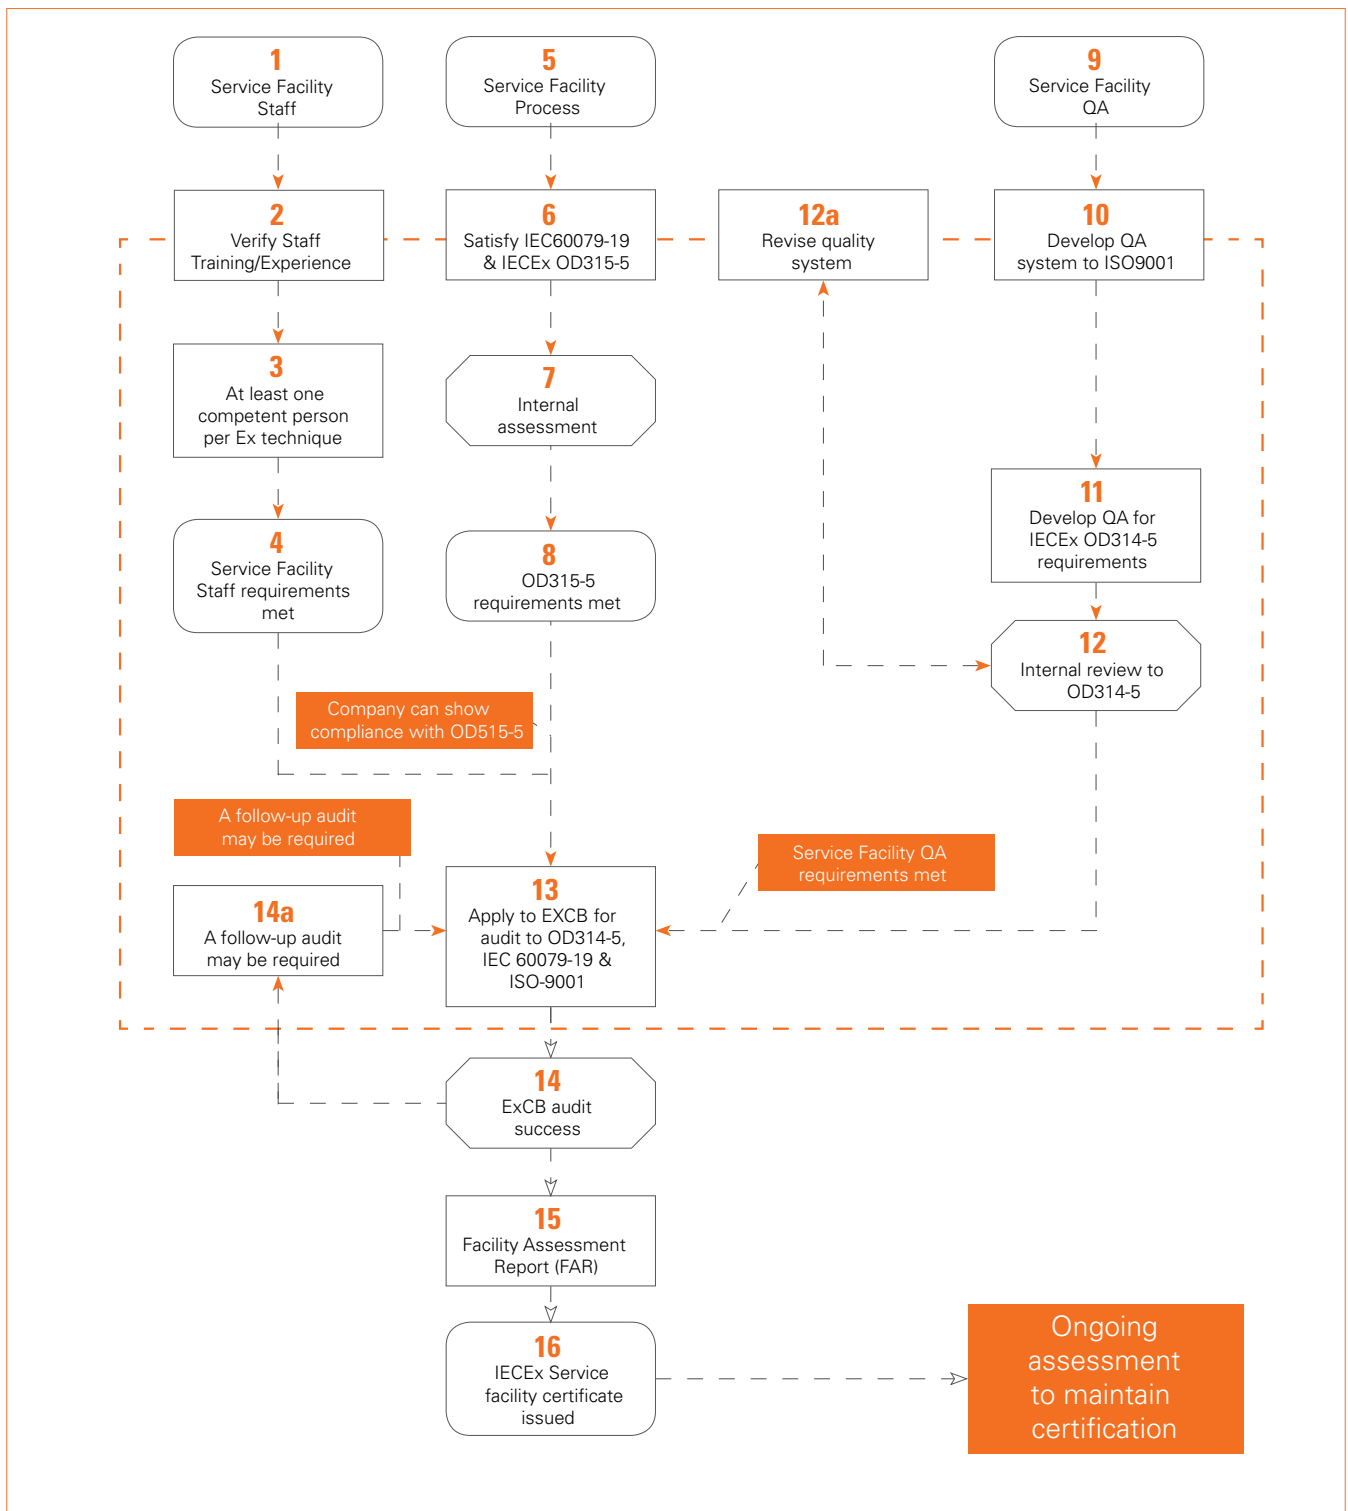 1
Service Facility
Staff
5
Service Facility
Process
9
Service Facility
QA
2
Verify Staff
Training/Experience
6
Satisfy IEC60079-19
& IECEx OD315-5
12a
Revise quality
system
10
Develop QA
system to ISO9001
3
At least one
competent person
per Ex technique
7
Internal
assessment
11
Develop QA for
IECEx OD314-5
requirements
4
Service Facility
Staff requirements
met
8
OD315-5
requirements met
12
Internal review to
OD314-5
Company can show
compliance with OD515-5
A follow-up audit
may be required
Service Facility QA
requirements met
14a
A follow-up audit
may be required
13
Apply to EXCB for
audit to OD314-5,
IEC 60079-19 &
ISO-9001
14
ExCB audit
success
15
Facility Assessment
Report (FAR)
16
IECEx Service
facility certificate
issued
Ongoing
assessment
to maintain
certification